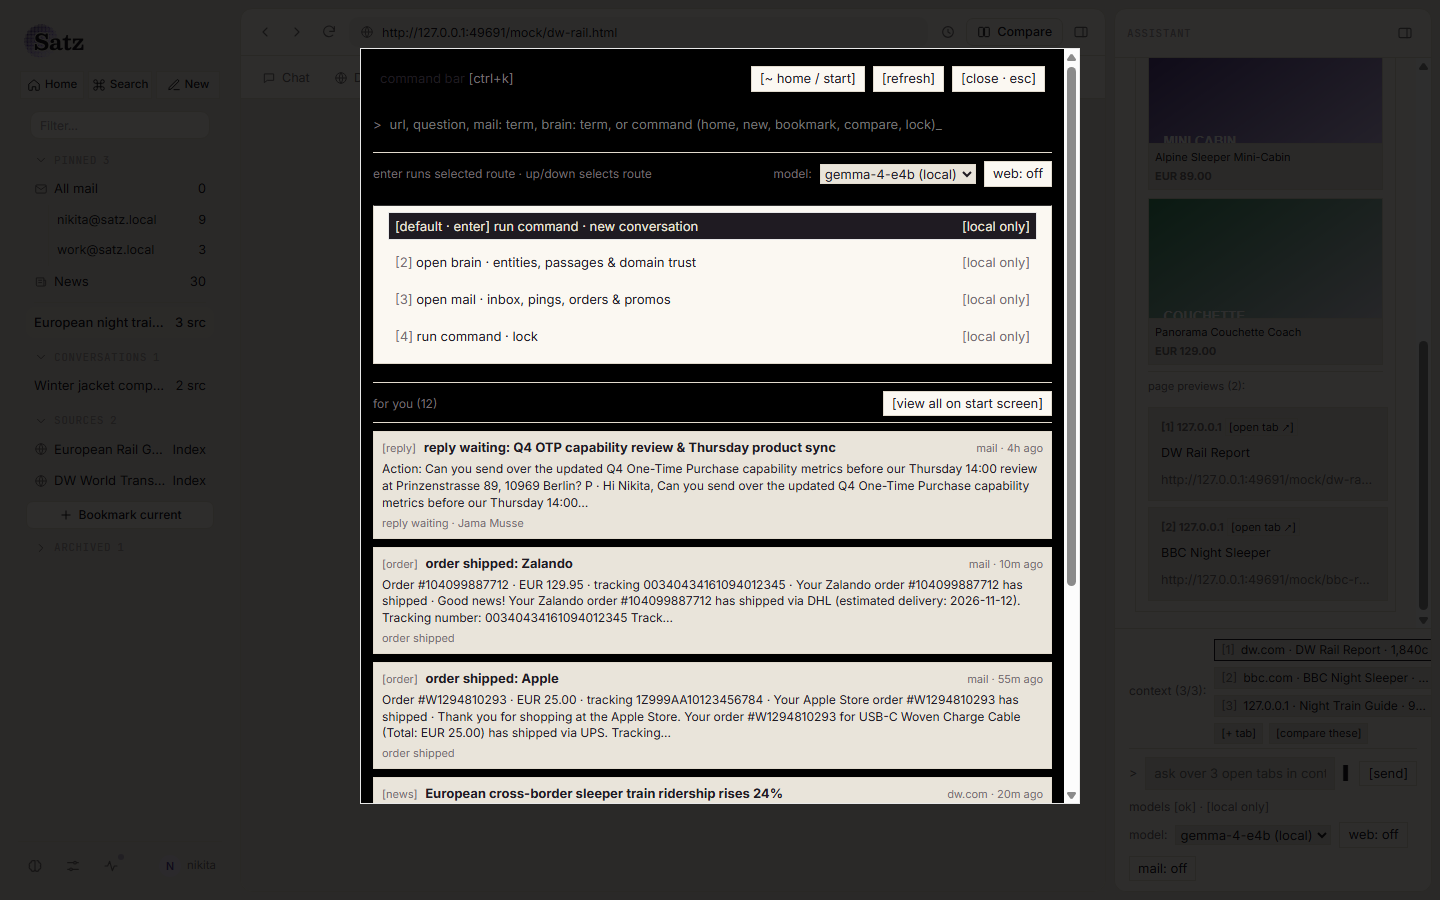 Satz
Home
Search
New
Filter...
PINNED 3
All mail 0
nikita@satz.local 9
work@satz.local 3
News 30
European night trai... 3 src
CONVERSATIONS 1
Winter jacket comp... 2 src
SOURCES 2
European Rail G... Index
DW World Trans... Index
+ Bookmark current
ARCHIVED 1
N nikita
http://127.0.0.1:49691/mock/dw-rail.html
Compare
Chat
command bar [ctrl+k]
[~ home / start]
[refresh]
[close · esc]
> url, question, mail: term, brain: term, or command (home, new, bookmark, compare, lock)_
enter runs selected route · up/down selects route
model: gemma-4-e4b (local)
web: off
[default · enter] run command · new conversation [local only]
[2] open brain · entities, passages & domain trust [local only]
[3] open mail · inbox, pings, orders & promos [local only]
[4] run command · lock [local only]
for you (12)
[view all on start screen]
[reply] reply waiting: Q4 OTP capability review & Thursday product sync mail · 4h ago
Action: Can you send over the updated Q4 One-Time Purchase capability metrics before our Thursday 14:00 review
at Prinzenstrasse 89, 10969 Berlin? P · Hi Nikita, Can you send over the updated Q4 One-Time Purchase capability
metrics before our Thursday 14:00...
reply waiting · Jama Musse
[order] order shipped: Zalando mail · 10m ago
Order #104099887712 · EUR 129.95 · tracking 00340434161094012345 · Your Zalando order #104099887712 has
shipped · Good news! Your Zalando order #104099887712 has shipped via DHL (estimated delivery: 2026-11-12).
Tracking number: 00340434161094012345 Track...
order shipped
[order] order shipped: Apple mail · 55m ago
Order #W1294810293 · EUR 25.00 · tracking 1Z999AA10123456784 · Your Apple Store order #W1294810293 has
shipped · Thank you for shopping at the Apple Store. Your order #W1294810293 for USB-C Woven Charge Cable
(Total: EUR 25.00) has shipped via UPS. Tracking...
order shipped
[news] European cross-border sleeper train ridership rises 24% dw.com · 20m ago
ASSISTANT
MINI CABIN
Alpine Sleeper Mini-Cabin
EUR 89.00
COUCHETTE
Panorama Couchette Coach
EUR 129.00
page previews (2):
[1] 127.0.0.1 [open tab ↗]
DW Rail Report
http://127.0.0.1:49691/mock/dw-ra...
[2] 127.0.0.1 [open tab ↗]
BBC Night Sleeper
http://127.0.0.1:49691/mock/bbc-r...
context (3/3):
[1] dw.com · DW Rail Report · 1,840c
[2] bbc.com · BBC Night Sleeper · ...
[3] 127.0.0.1 · Night Train Guide · 9...
[+ tab]
[compare these]
> ask over 3 open tabs in cont
[send]
models [ok] · [local only]
model: gemma-4-e4b (local)
web: off
mail: off